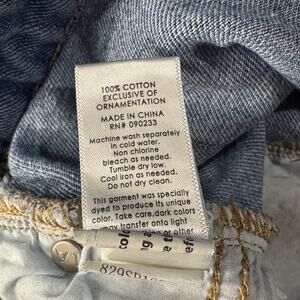 100% COTTON
EXCLUSIVE OF
ORNAMENTATION
MADE IN CHINA
RN# 090233
Machine wash separately
in cold water.
Non chlorine
bleach as needed.
Tumble dry low.
Cool iron as needed.
Do not dry clean.
This garment was specially
dyed to produce its unique
colors. Take care,dark colors
may transfer onto light